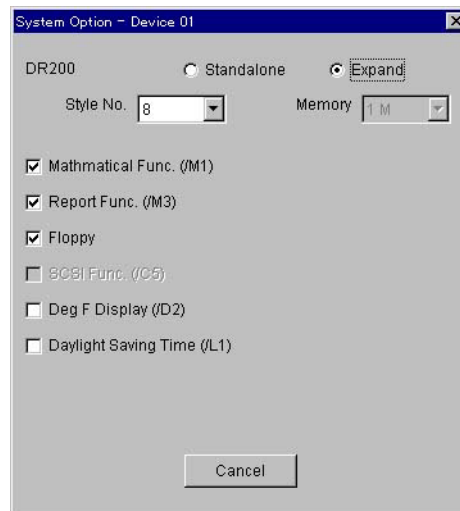 System Option - Device 01
DR200 Standalone Expand
Style No. 8 Memory 1 M
Mathmatical Func. (/M1)
Report Func. (/M3)
Floppy
SCSI Func. (/C5)
Deg F Display (/D2)
Daylight Saving Time (/L1)
Cancel